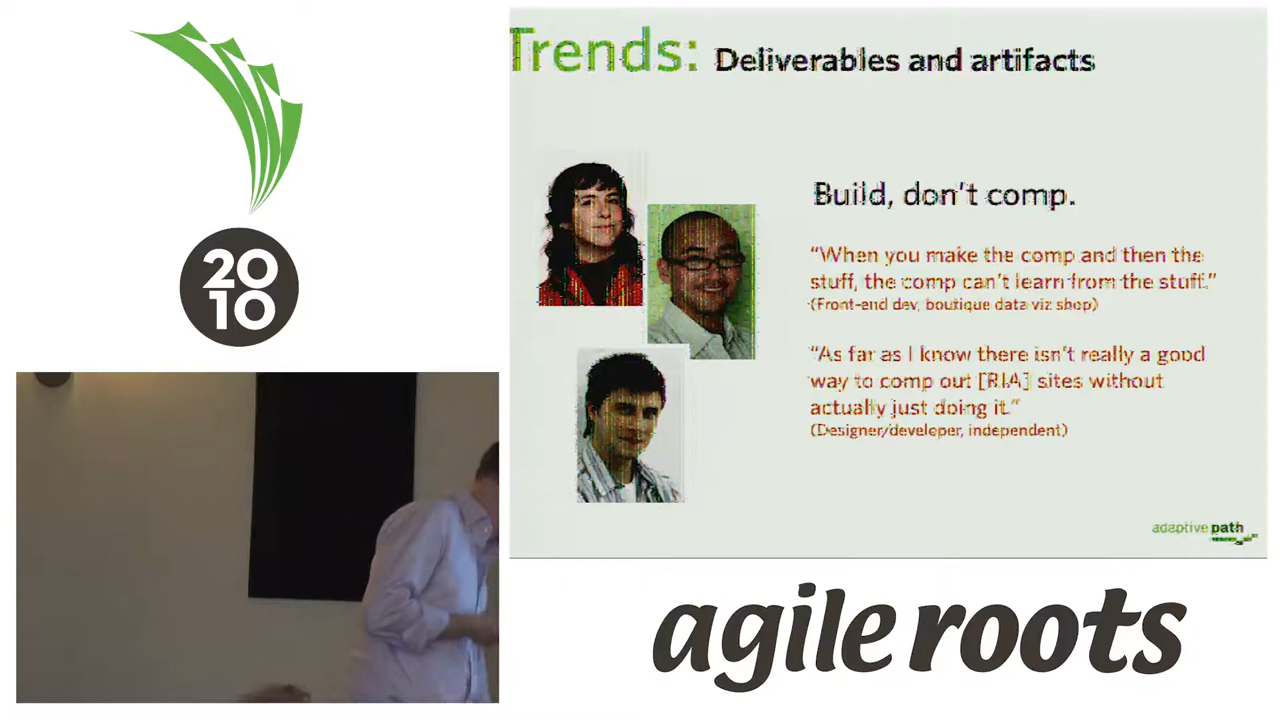 20
10
Trends: Deliverables and artifacts
Build, don't comp.
“When you make the comp and then the
stuff, the comp can't learn from the stuff.”
(Front-end dev, boutique data viz shop)
“As far as I know there isn't really a good
way to comp out [RIA] sites without
actually just doing it.”
(Designer/developer, independent)
adaptive path
agile roots